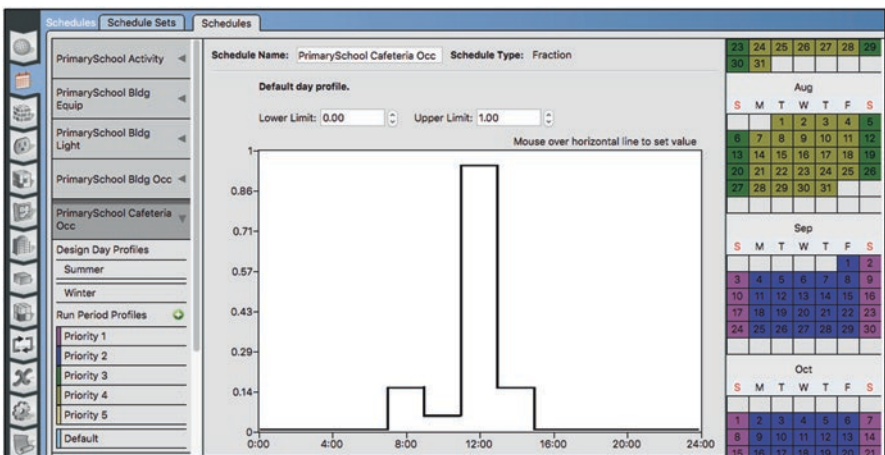 Schedules Schedule Sets Schedules
PrimarySchool Activity
PrimarySchool Bldg
Equip
PrimarySchool Bldg
Light
PrimarySchool Bldg Occ
PrimarySchool Cafeteria
Occ
Design Day Profiles
Summer
Winter
Run Period Profiles
Priority 1
Priority 2
Priority 3
Priority 4
Priority 5
Default
Schedule Name: PrimarySchool Cafeteria Occ Schedule Type: Fraction
Default day profile.
Lower Limit: 0.00 Upper Limit: 1.00
Mouse over horizontal line to set value
1
0.86
0.71
0.57
0.43
0.29
0.14
0
0:00 4:00 8:00 12:00 16:00 20:00 24:00
23 24 25 26 27 28 29
30 31
Aug
S M T W T F S
1 2 3 4 5
6 7 8 9 10 11 12
13 14 15 16 17 18 19
20 21 22 23 24 25 26
27 28 29 30 31
Sep
S M T W T F S
1 2
3 4 5 6 7 8 9
10 11 12 13 14 15 16
17 18 19 20 21 22 23
24 25 26 27 28 29 30
Oct
S M T W T F S
1 2 3 4 5 6 7
8 9 10 11 12 13 14
15 16 17 18 19 20 21